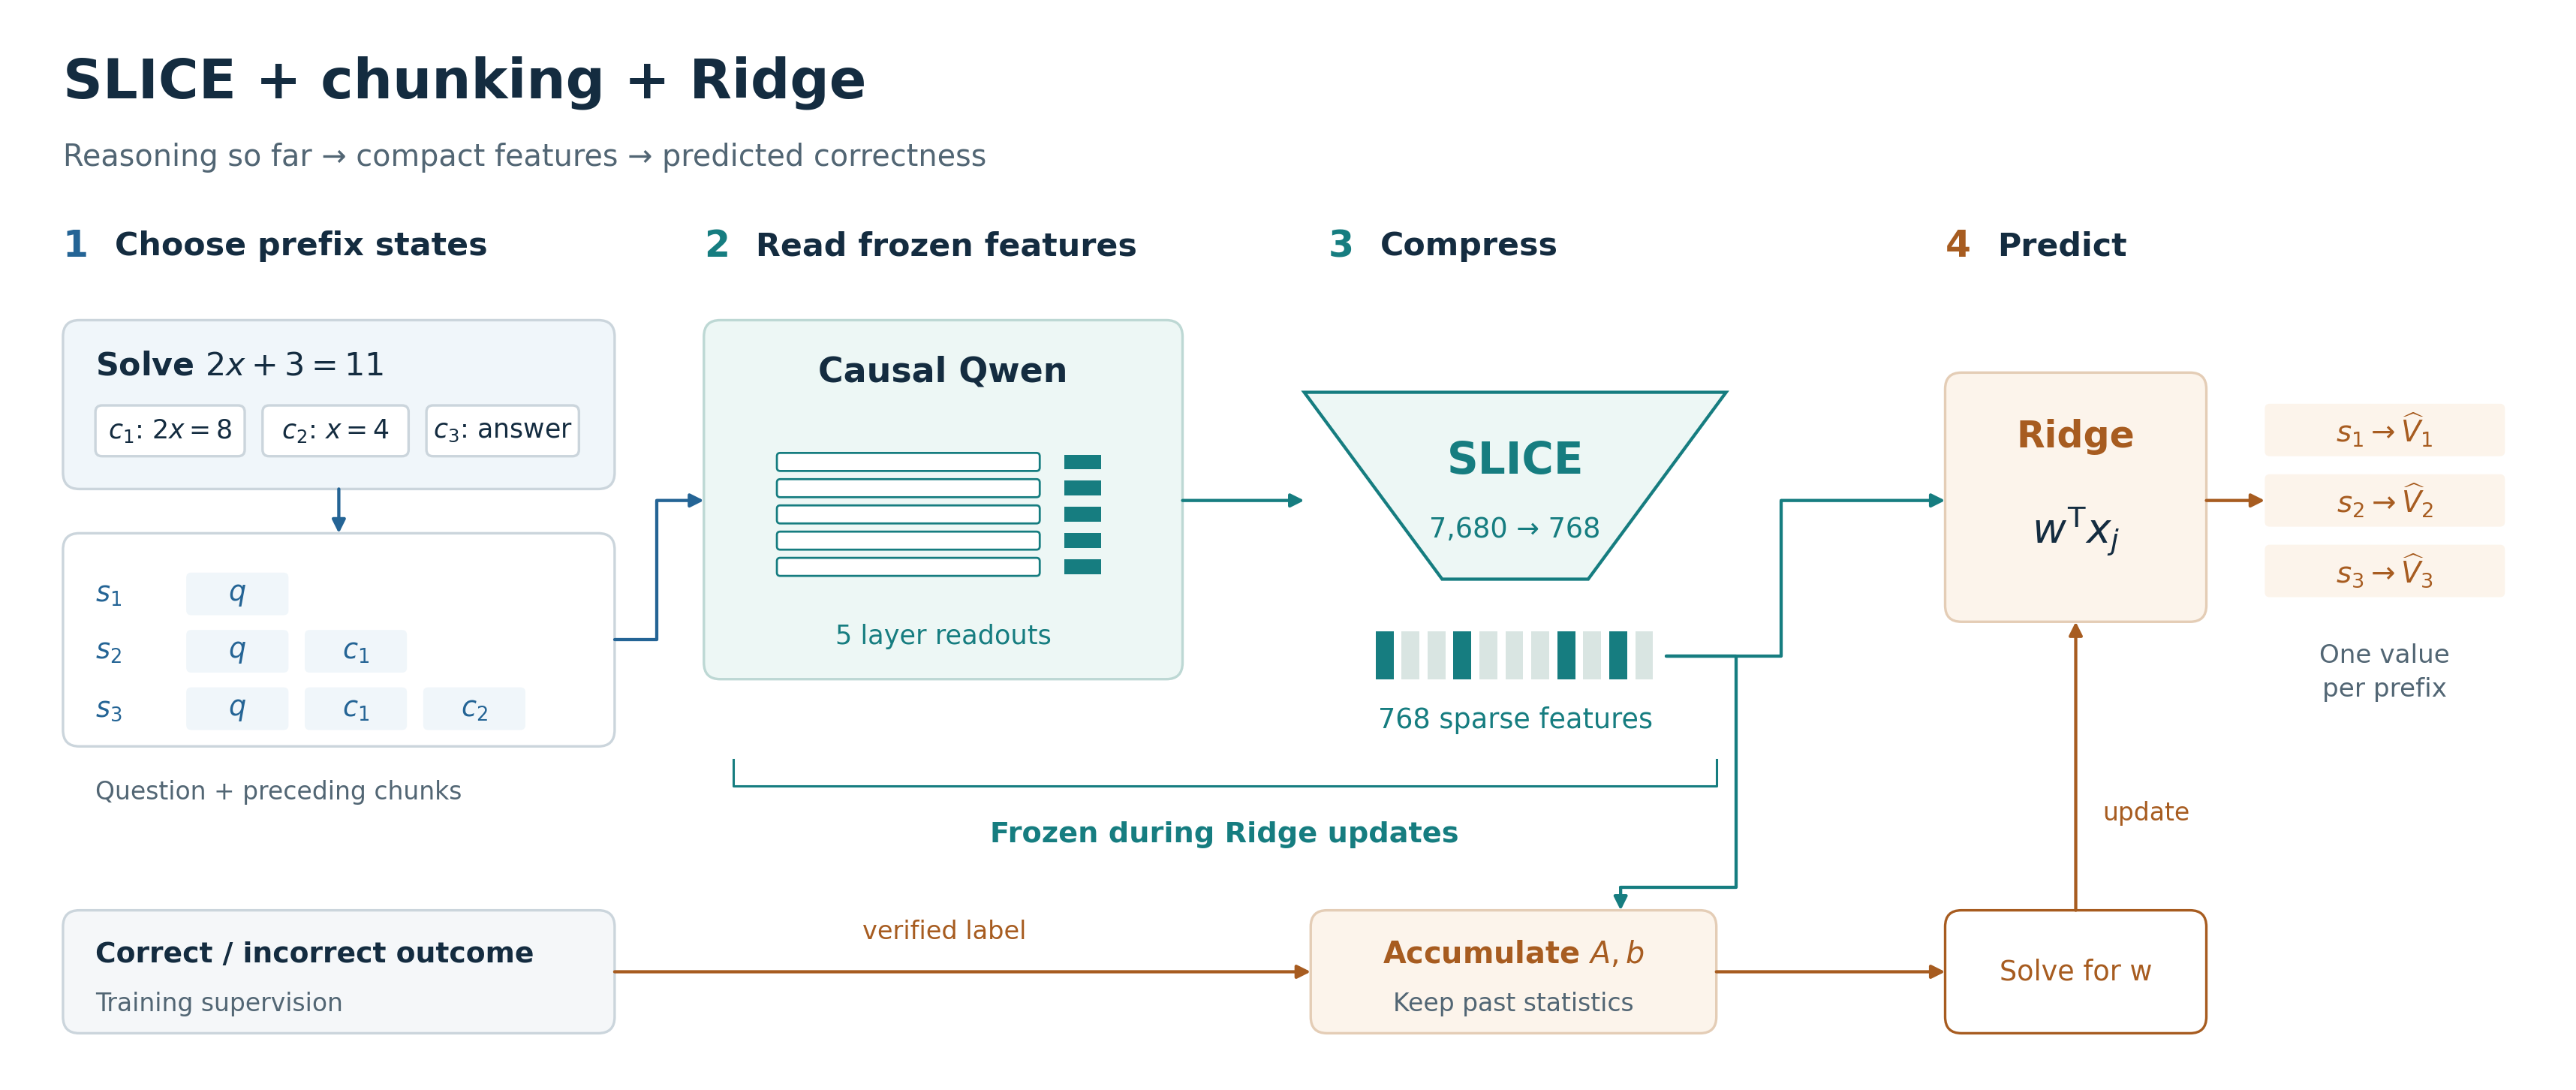 SLICE + chunking + Ridge
Reasoning so far → compact features → predicted correctness
1 Choose prefix states
2 Read frozen features
3 Compress
4 Predict
Solve 2x + 3 = 11
c₁: 2x = 8
c₂: x = 4
c₃: answer
s₁ q
s₂ q c₁
s₃ q c₁ c₂
Question + preceding chunks
Causal Qwen
5 layer readouts
SLICE
7,680 → 768
768 sparse features
Frozen during Ridge updates
Ridge
wᵀxⱼ
s₁ → V̂₁
s₂ → V̂₂
s₃ → V̂₃
One value
per prefix
update
Correct / incorrect outcome
Training supervision
verified label
Accumulate A, b
Keep past statistics
Solve for w